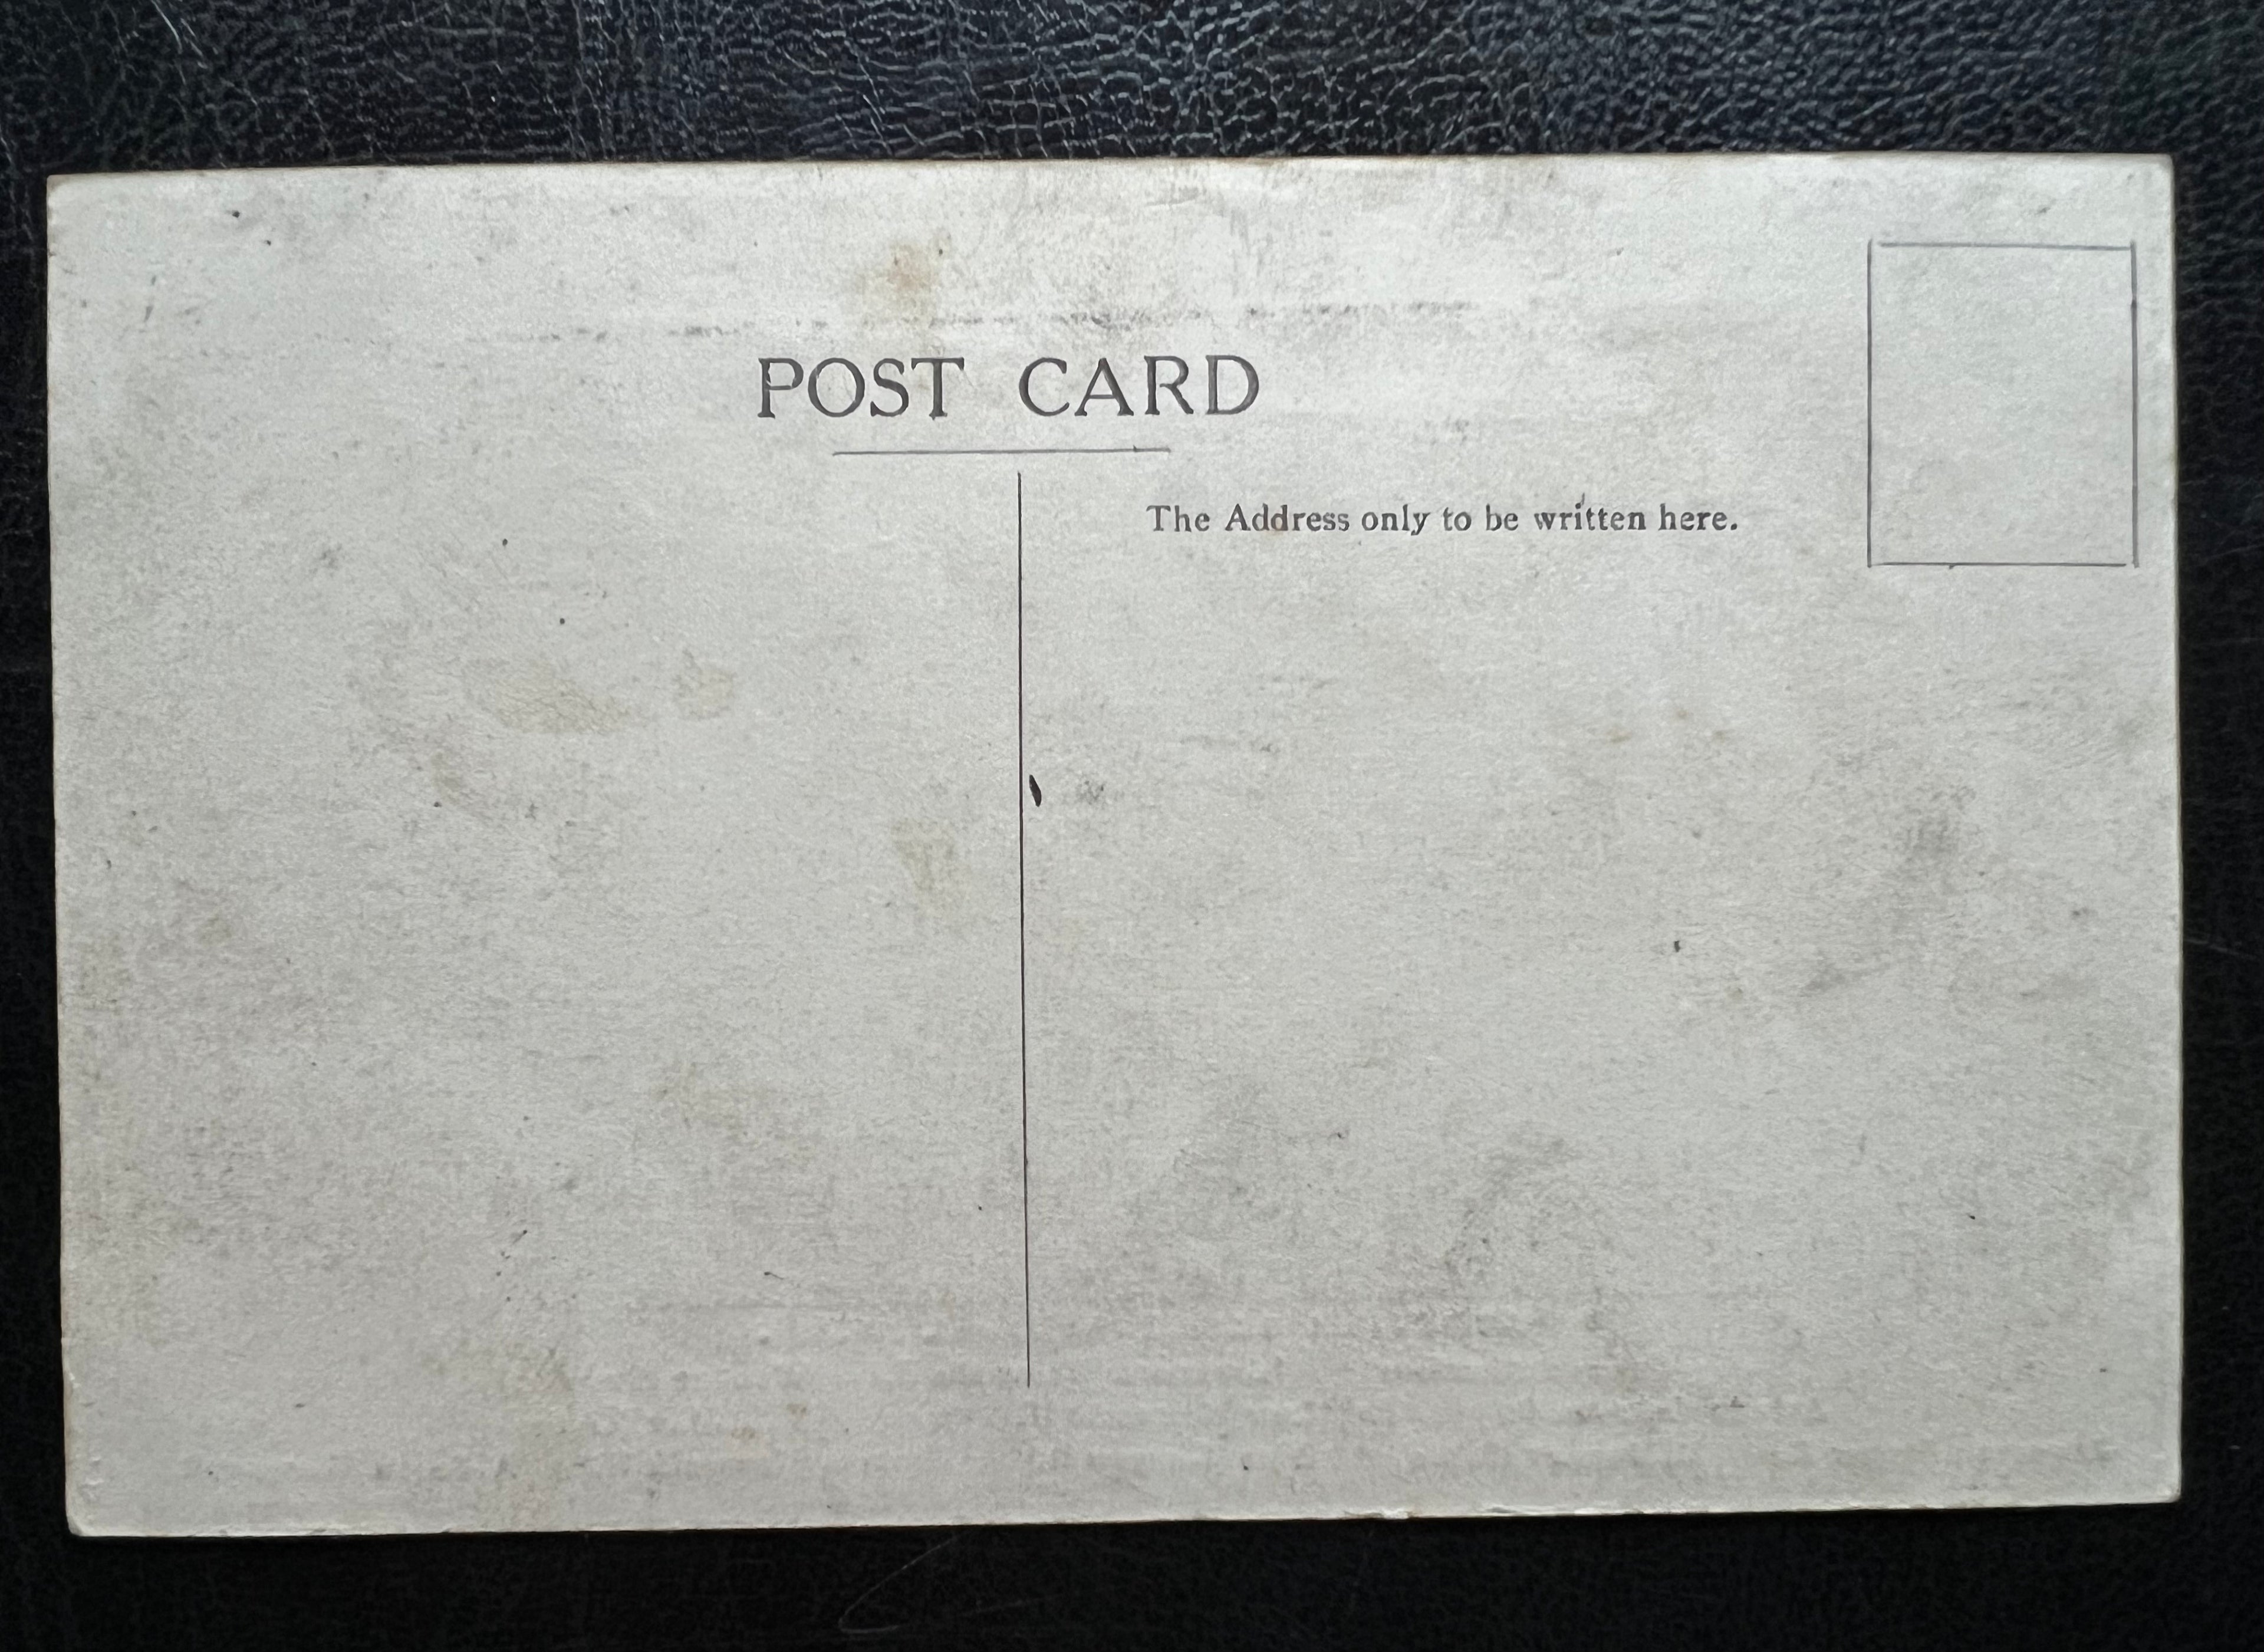 POST CARD
The Address only to be written here.